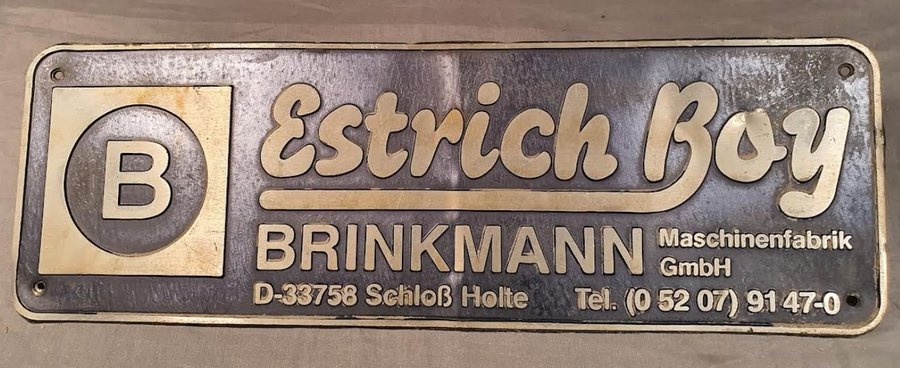 B
Estrich Boy
BRINKMANN Maschinenfabrik GmbH
D-33758 Schloß Holte Tel. (0 52 07) 91 47-0